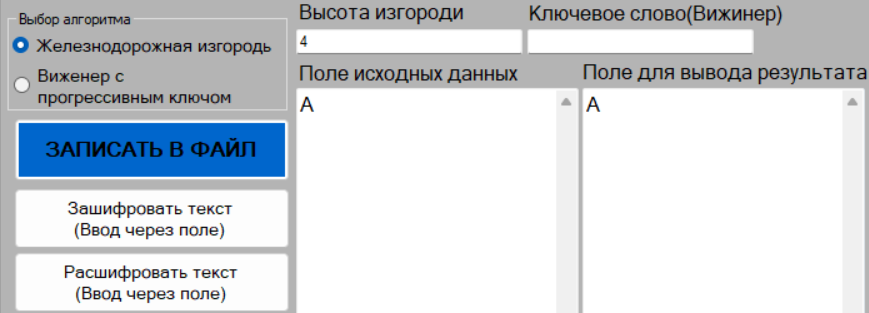 Выбор алгоритма
Железнодорожная изгородь
Виженер с
прогрессивным ключом
ЗАПИСАТЬ В ФАЙЛ
Зашифровать текст
(Ввод через поле)
Расшифровать текст
(Ввод через поле)
Высота изгороди
4
Ключевое слово(Вижинер)
Поле исходных данных
А
Поле для вывода результата
А